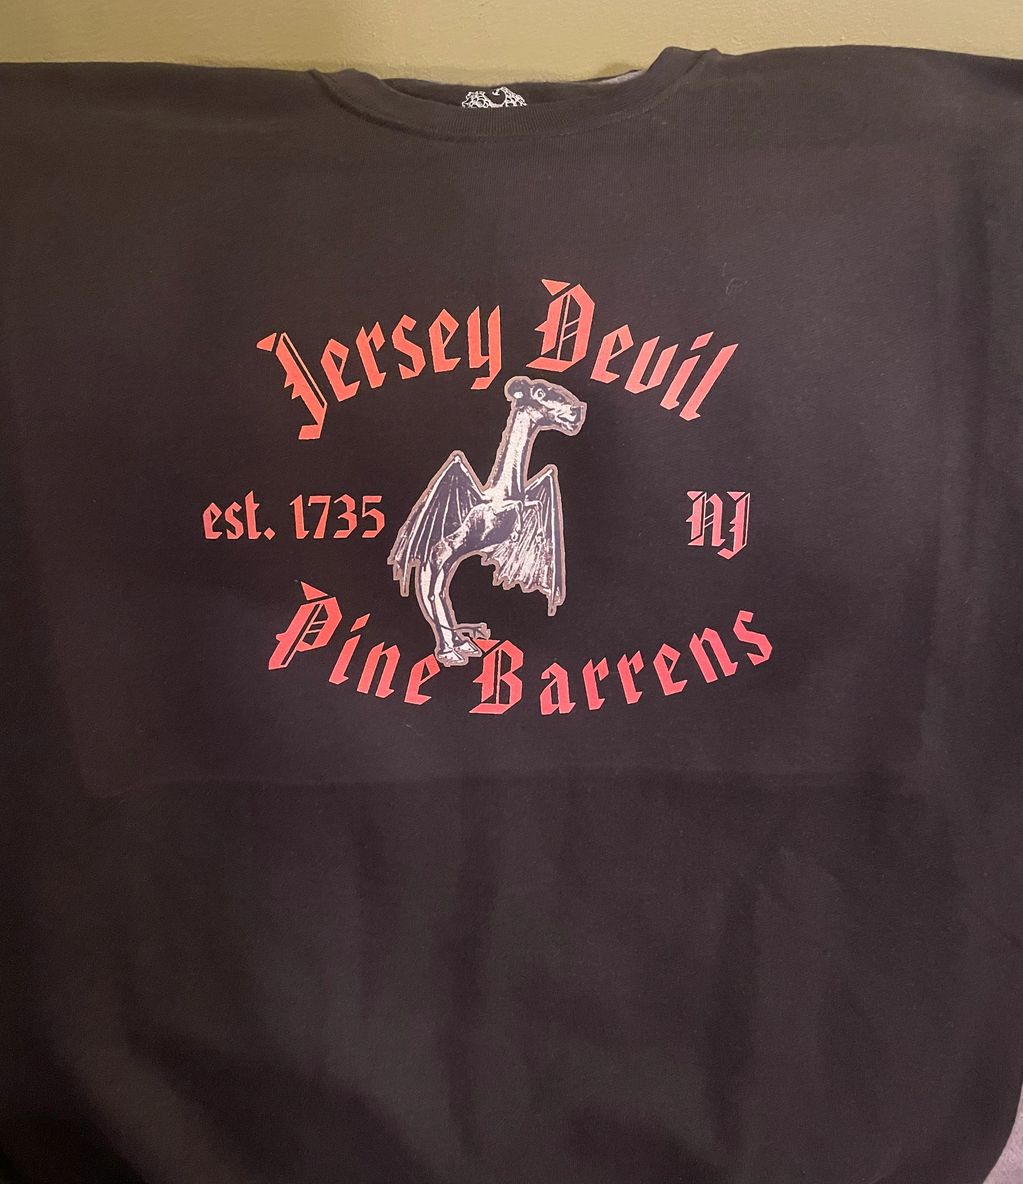 Jersey Devil
est. 1735 NJ
Pine Barrens